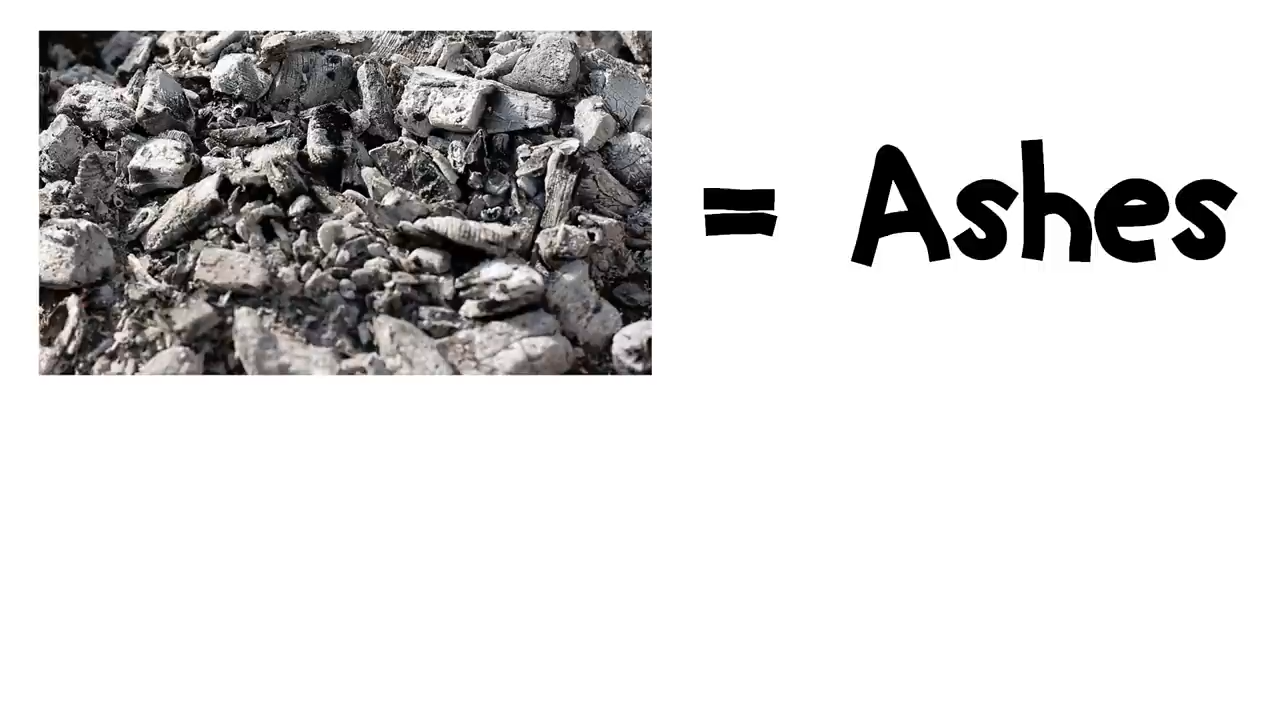 = Ashes